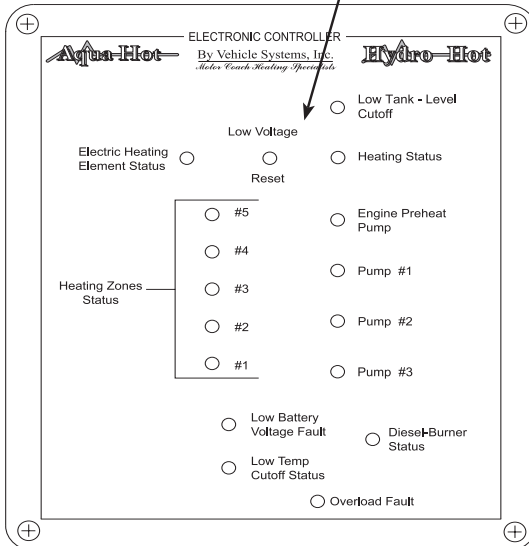 ELECTRONIC CONTROLLER
Aqua-Hot
By Vehicle Systems, Inc.
Motor Coach Heating Specialists
Hydro-Hot
Low Tank - Level
Cutoff
Low Voltage
Electric Heating
Element Status
Heating Status
Reset
#5
Engine Preheat
Pump
#4
Pump #1
Heating Zones
Status
#3
#2
Pump #2
#1
Pump #3
Low Battery
Voltage Fault
Diesel-Burner
Status
Low Temp
Cutoff Status
Overload Fault